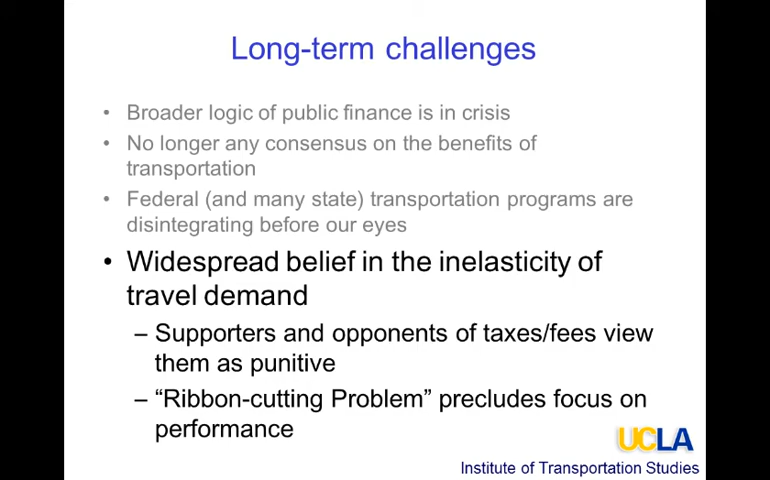 Long-term challenges
• Broader logic of public finance is in crisis
• No longer any consensus on the benefits of
transportation
• Federal (and many state) transportation programs are
disintegrating before our eyes
• Widespread belief in the inelasticity of
travel demand
– Supporters and opponents of taxes/fees view
them as punitive
– “Ribbon-cutting Problem” precludes focus on
performance
UCLA
Institute of Transportation Studies